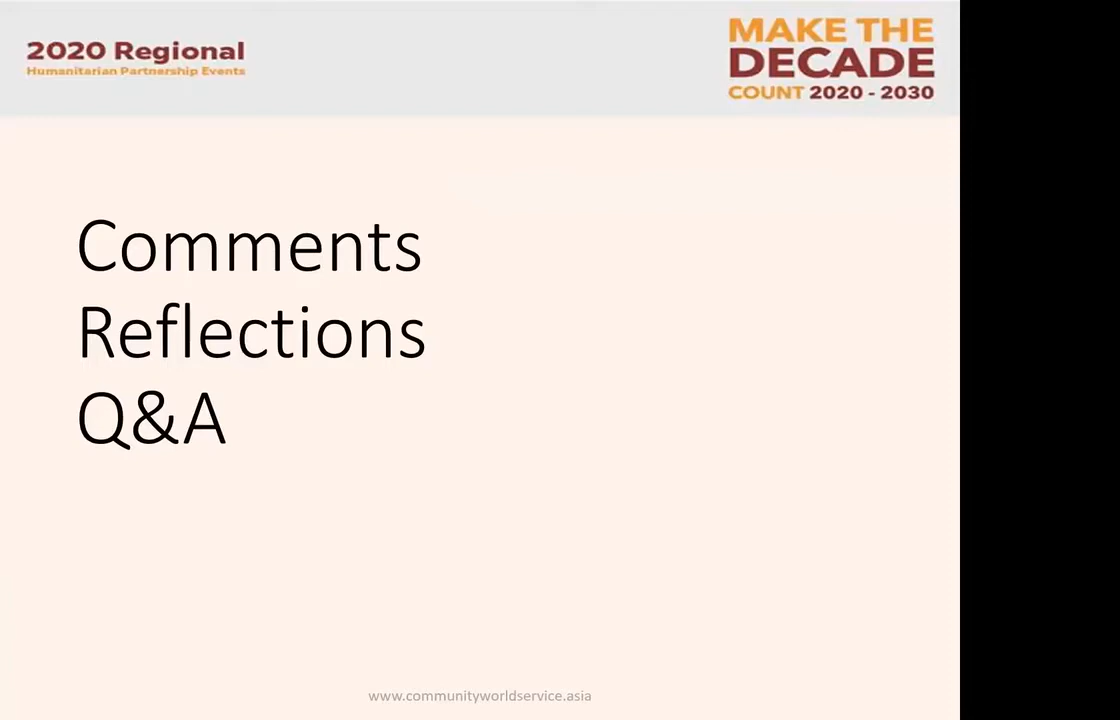 2020 Regional
Humanitarian Partnership Events
MAKE THE
DECADE
COUNT 2020 - 2030
Comments
Reflections
Q&A
www.communityworldservice.asia